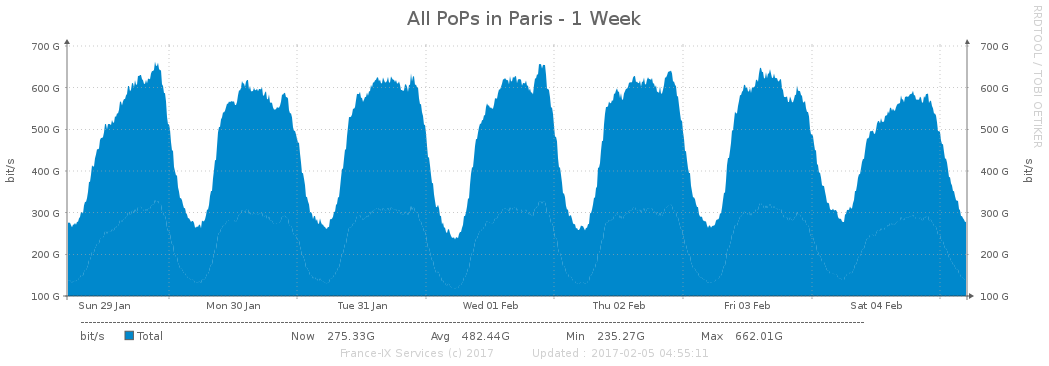 All PoPs in Paris - 1 Week
RRDTOOL / TOBI OETIKER
700 G 700 G
600 G 600 G
500 G 500 G
400 G 400 G
300 G 300 G
200 G 200 G
100 G 100 G
bit/s bit/s
Sun 29 Jan Mon 30 Jan Tue 31 Jan Wed 01 Feb Thu 02 Feb Fri 03 Feb Sat 04 Feb
bit/s Total Now 275.33G Avg 482.44G Min 235.27G Max 662.01G
France-IX Services (c) 2017 Updated : 2017-02-05 04:55:11